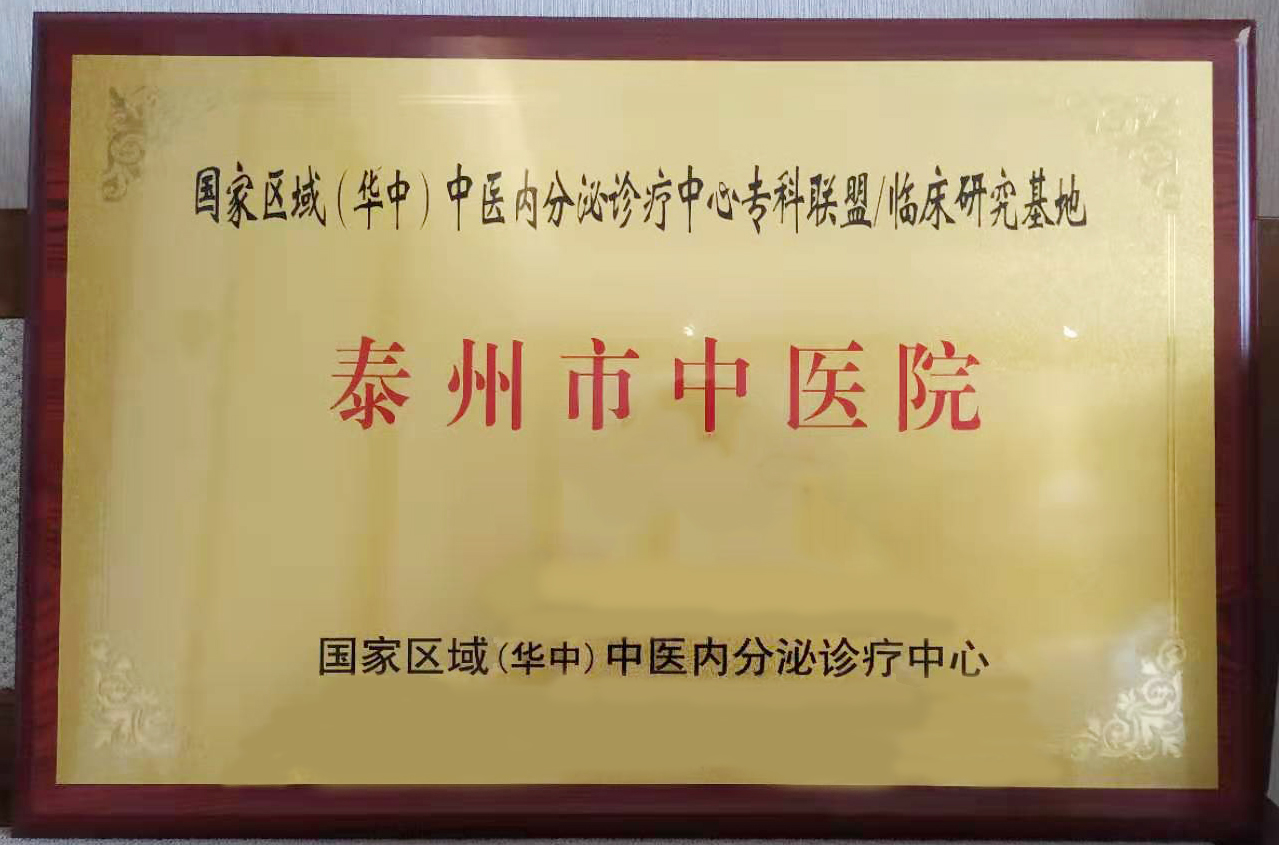 国家区域(华中)中医内分泌诊疗中心专科联盟/临床研究基地
泰州市中医院
国家区域(华中)中医内分泌诊疗中心